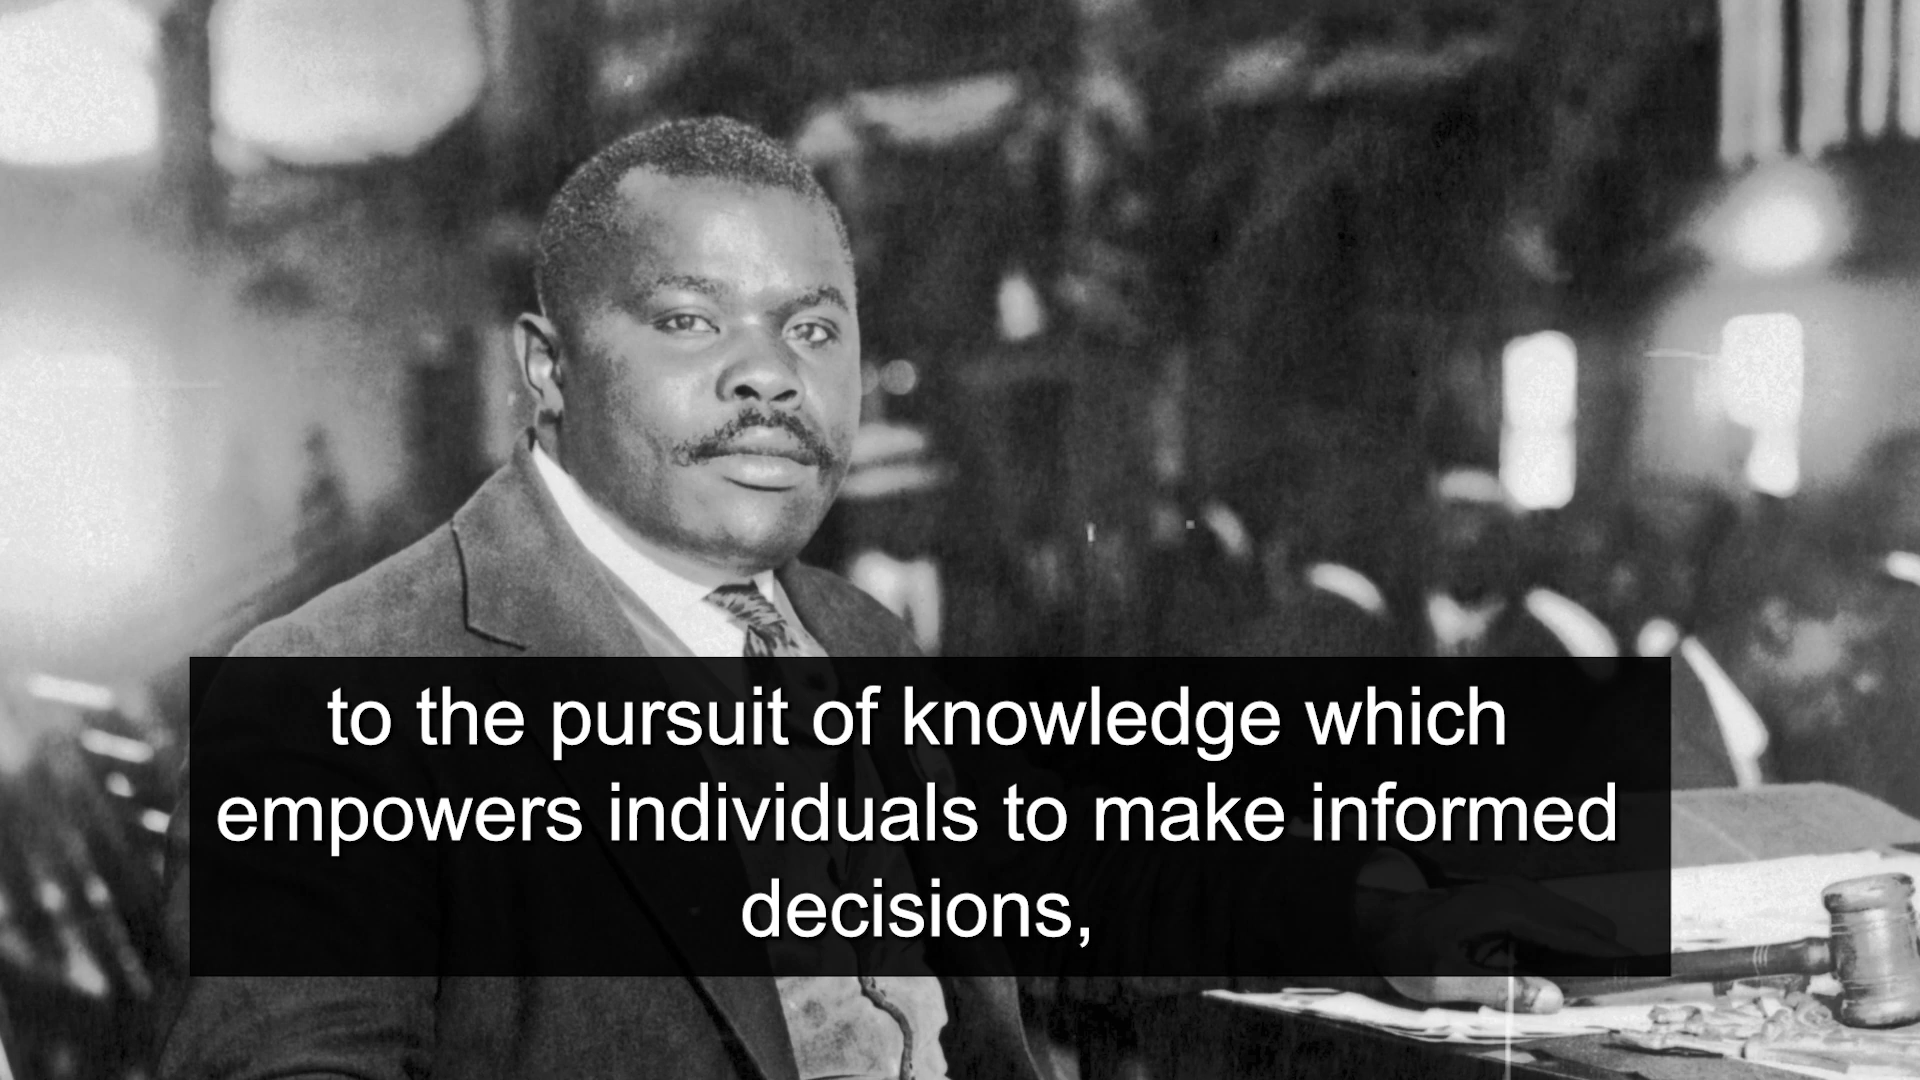 to the pursuit of knowledge which
empowers individuals to make informed
decisions,